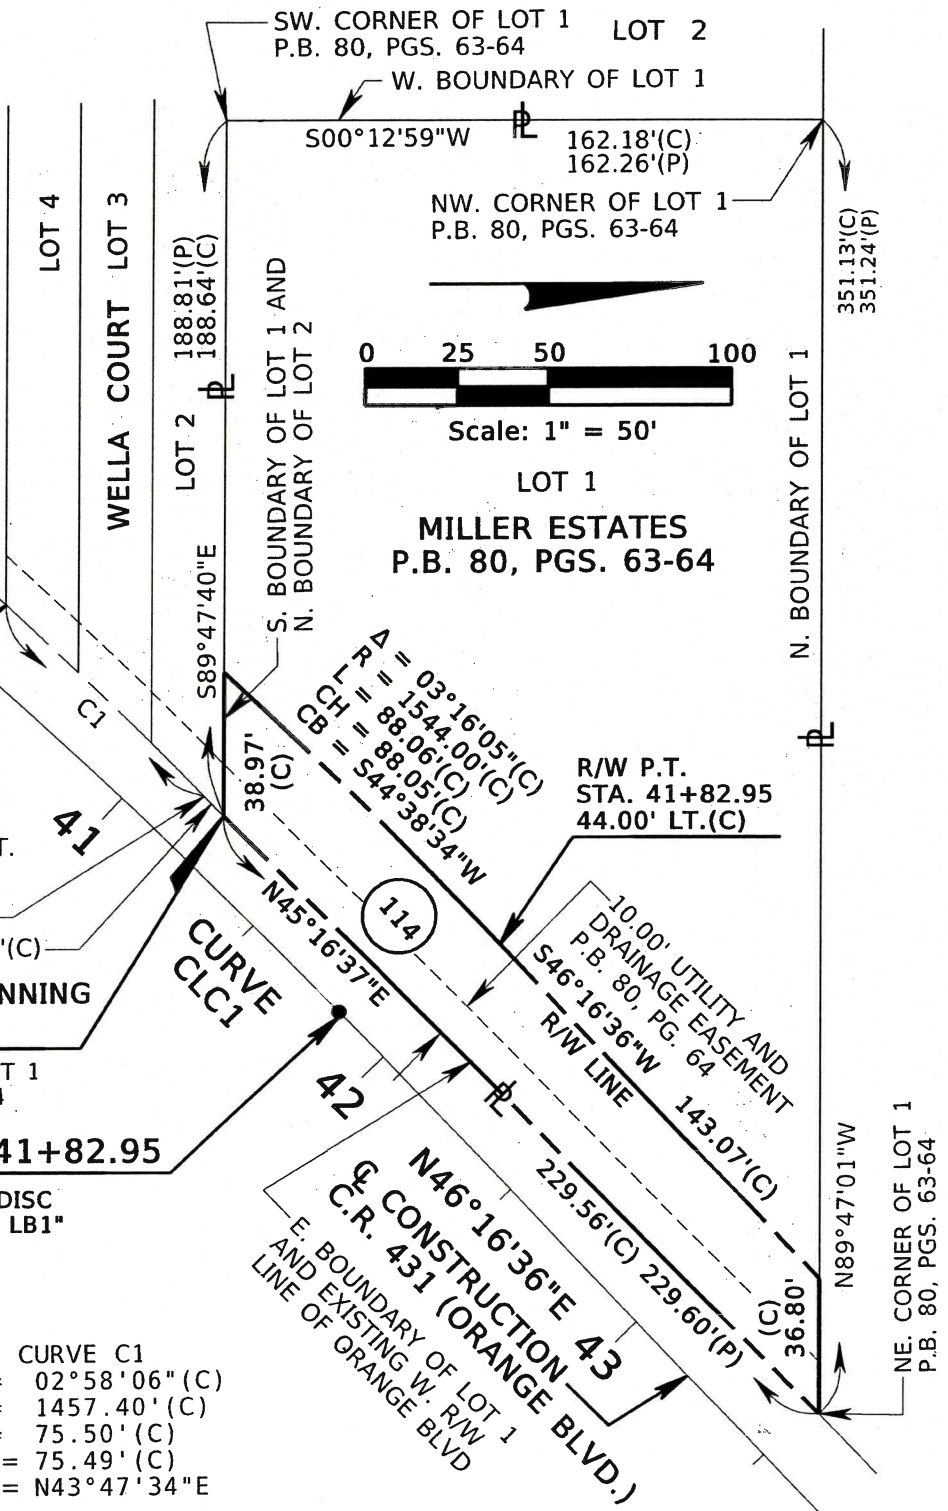 SW. CORNER OF LOT 1
P.B. 80, PGS. 63-64
LOT 2
W. BOUNDARY OF LOT 1
S00°12'59"W
162.18'(C)
162.26'(P)
NW. CORNER OF LOT 1
P.B. 80, PGS. 63-64
351.13'(C)
351.24'(P)
LOT 4
WELLA COURT LOT 3
188.81'(P)
188.64'(C)
LOT 2
S89°47'40"E
S. BOUNDARY OF LOT 1 AND
N. BOUNDARY OF LOT 2
0 25 50 100
Scale: 1" = 50'
LOT 1
MILLER ESTATES
P.B. 80, PGS. 63-64
N. BOUNDARY OF LOT 1
Δ = 03°16'05"(C)
R = 1544.00'(C)
L = 88.06'(C)
CH = 88.05'(C)
CB = S44°38'34"W
C1
38.97'
(C)
R/W P.T.
STA. 41+82.95
44.00' LT.(C)
41
T.
'(C)
NNING
T 1
4
41+82.95
DISC
LB1"
N45°16'37"E
114
CURVE
CLC1
42
10.00' UTILITY AND
DRAINAGE EASEMENT
P.B. 80, PG. 64
S46°16'36"W
R/W LINE
143.07'(C)
PL
229.56'(C) 229.60'(P)
N46°16'36"E
43
℄ CONSTRUCTION
C.R. 431 (ORANGE BLVD.)
E. BOUNDARY OF LOT 1
AND EXISTING W. R/W
LINE OF ORANGE BLVD
N89°47'01"W
36.80'
(C)
NE. CORNER OF LOT 1
P.B. 80, PGS. 63-64
CURVE C1
= 02°58'06"(C)
= 1457.40'(C)
= 75.50'(C)
= 75.49'(C)
= N43°47'34"E